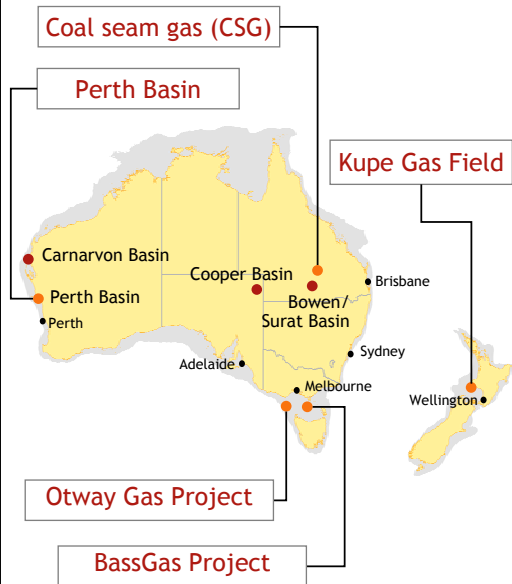 Coal seam gas (CSG)
Perth Basin
Kupe Gas Field
Carnarvon Basin
Cooper Basin
Brisbane
Perth Basin
Bowen/
Surat Basin
Perth
Sydney
Adelaide
Melbourne
Wellington
Otway Gas Project
BassGas Project